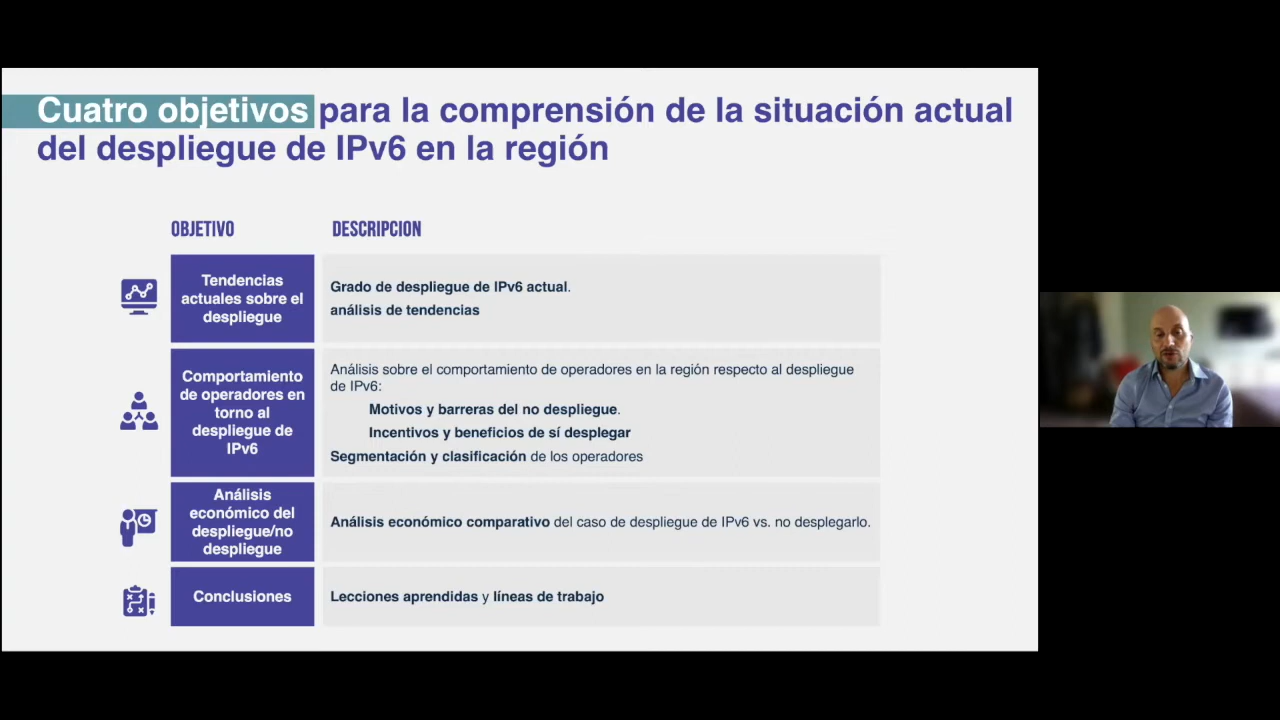 Cuatro objetivos para la comprensión de la situación actual
del despliegue de IPv6 en la región
OBJETIVO
DESCRIPCION
Tendencias
actuales sobre el
despliegue
Grado de despliegue de IPv6 actual.
análisis de tendencias
Comportamiento
de operadores en
torno al
despliegue de
IPv6
Análisis sobre el comportamiento de operadores en la región respecto al despliegue
de IPv6:
Motivos y barreras del no despliegue.
Incentivos y beneficios de sí desplegar
Segmentación y clasificación de los operadores
Análisis
económico del
despliegue/no
despliegue
Análisis económico comparativo del caso de despliegue de IPv6 vs. no desplegarlo.
Conclusiones
Lecciones aprendidas y líneas de trabajo